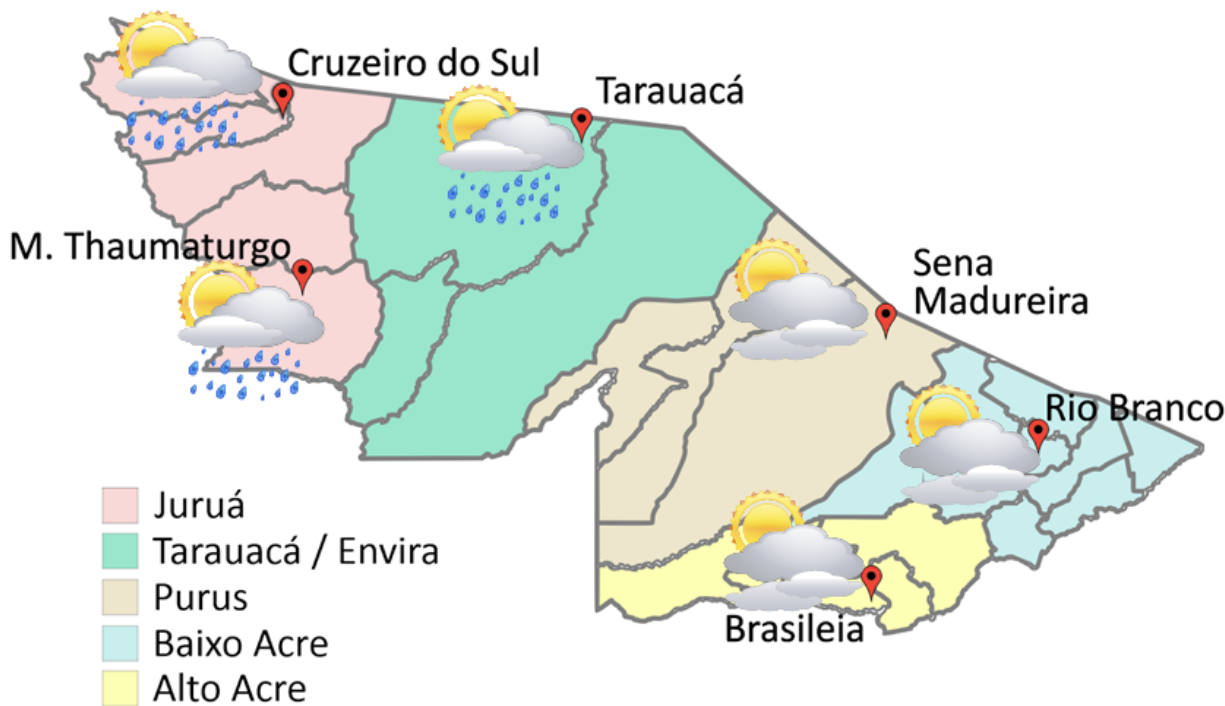 Cruzeiro do Sul
Tarauacá
M. Thaumaturgo
Sena
Madureira
Rio Branco
Brasileia
Juruá
Tarauacá / Envira
Purus
Baixo Acre
Alto Acre